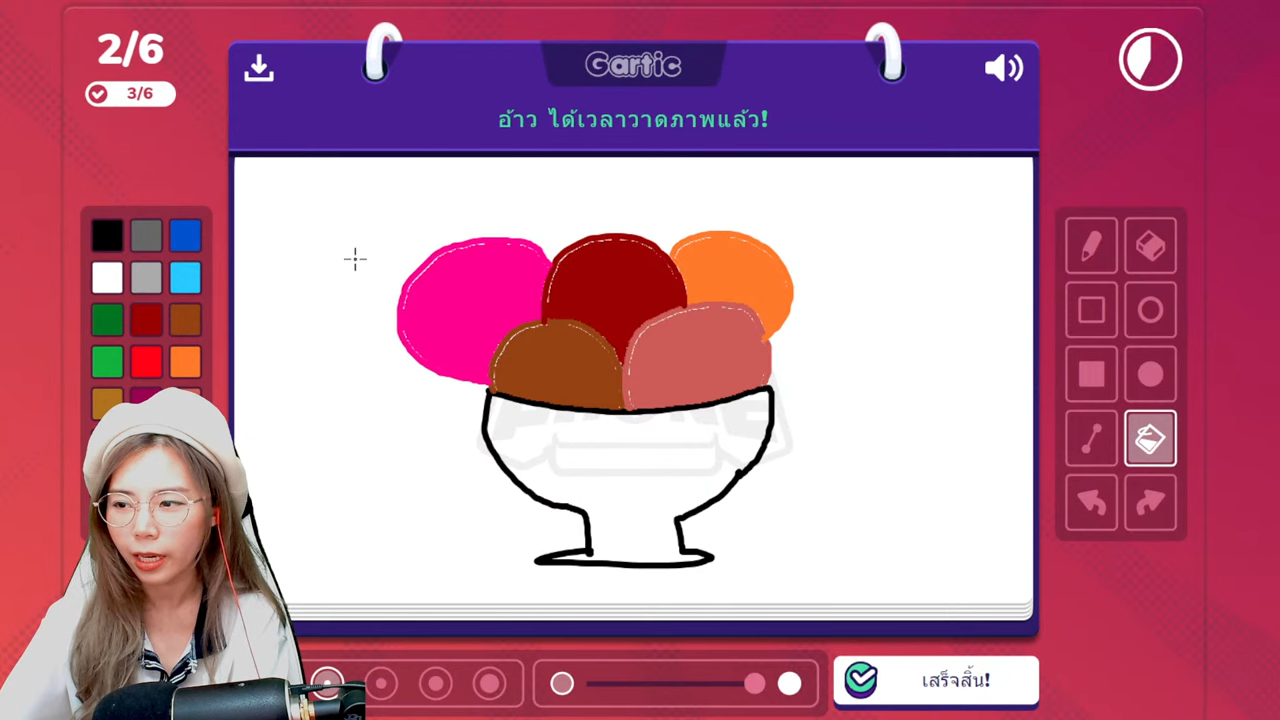 2/6
3/6
Gartic
อ้าว ได้เวลาวาดภาพแล้ว!
เสร็จสิ้น!